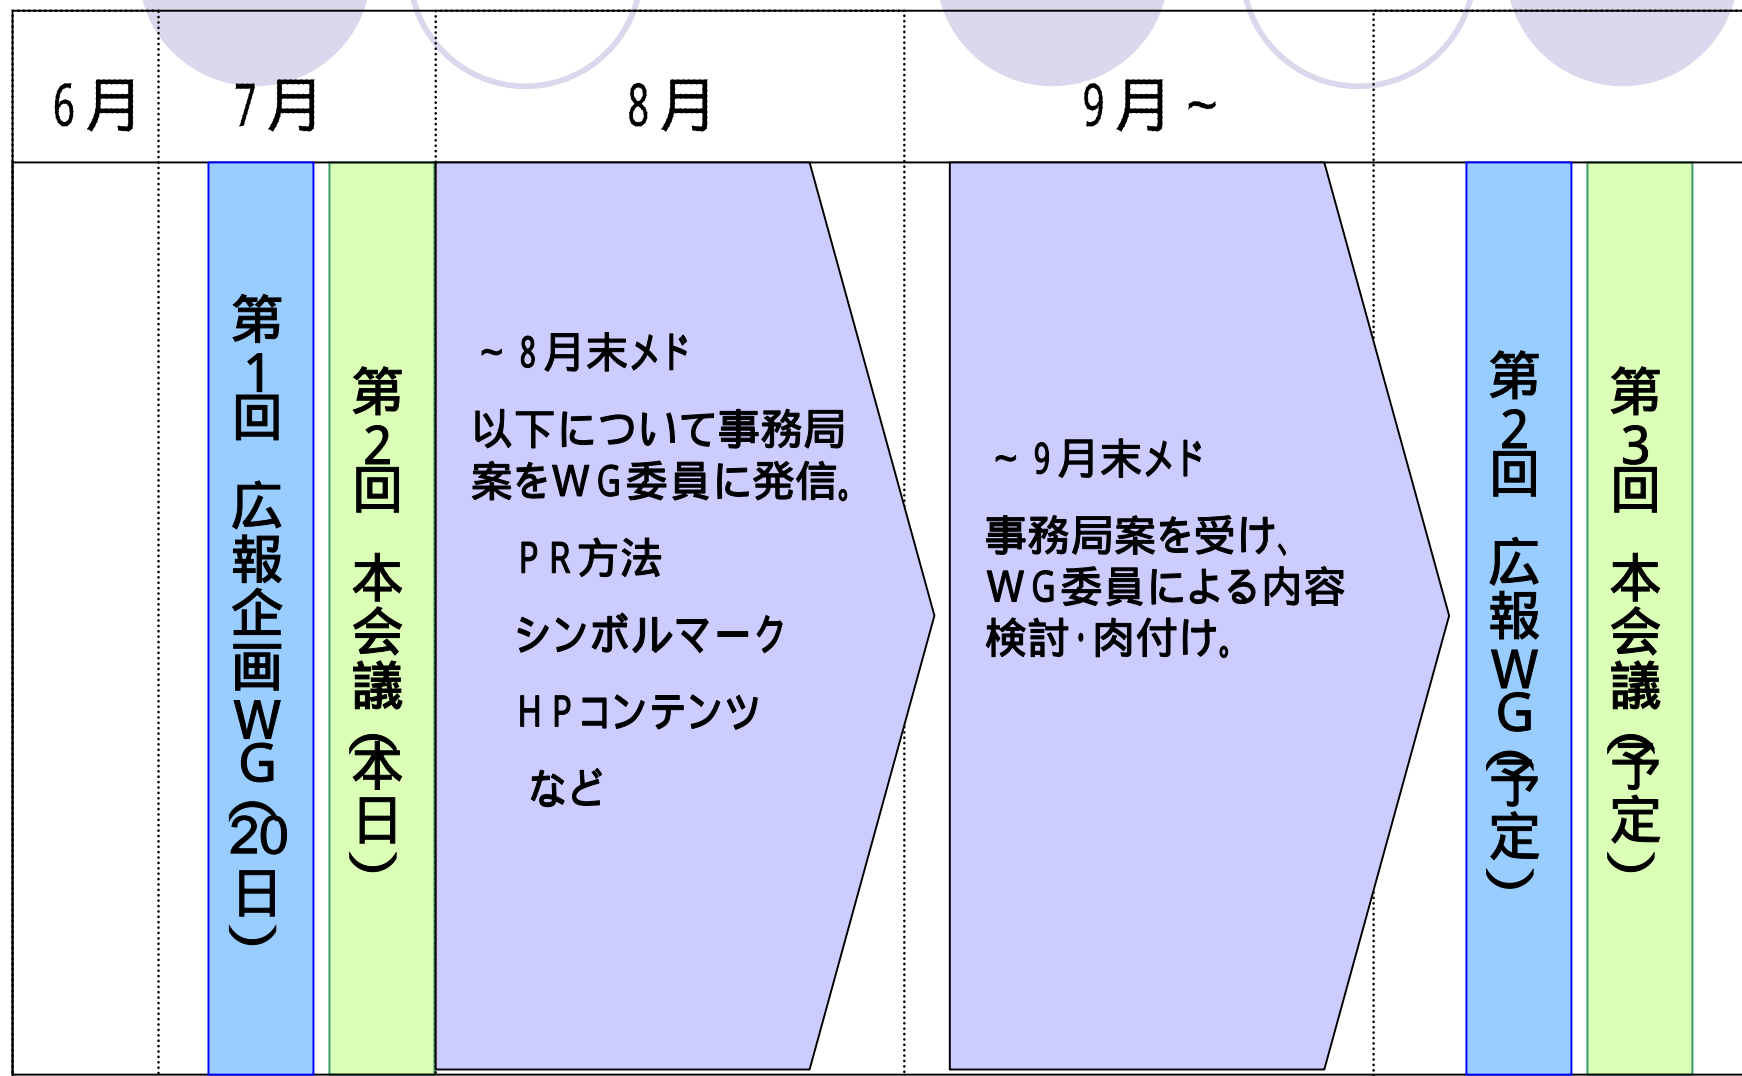 6月
7月
8月
9月~
第1回 広報企画WG(20日)
第2回 本会議(本日)
~8月末メド
以下について事務局
案をWG委員に発信。
PR方法
シンボルマーク
HPコンテンツ
など
~9月末メド
事務局案を受け、
WG委員による内容
検討・肉付け。
第2回 広報WG(予定)
第3回 本会議(予定)